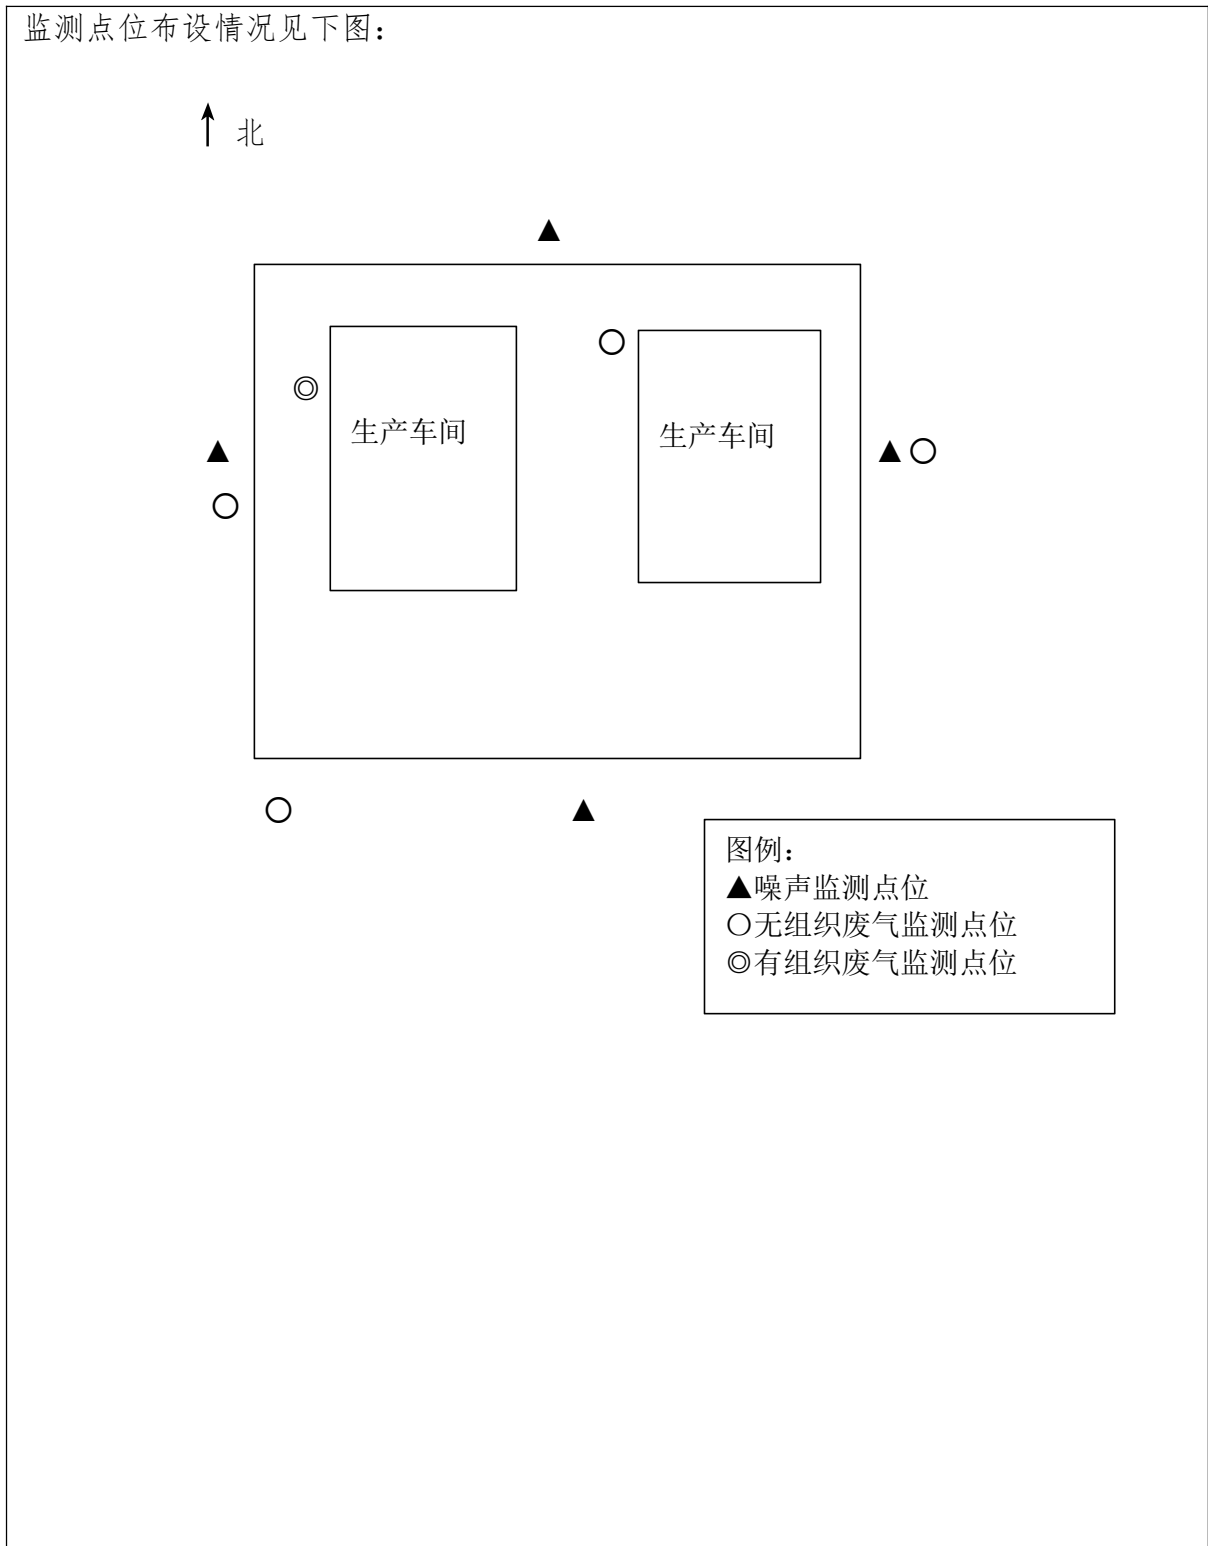 监测点位布设情况见下图：
北
生产车间
生产车间
图例：
▲噪声监测点位
○无组织废气监测点位
◎有组织废气监测点位